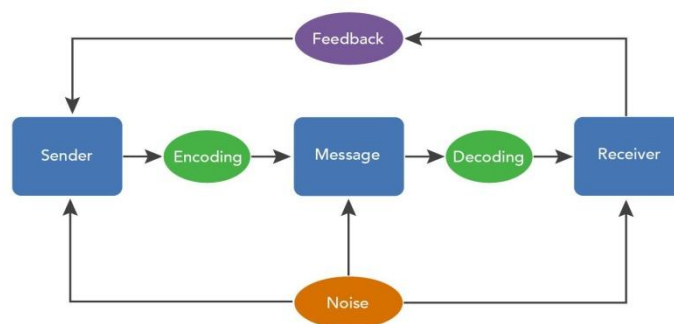 Feedback
Sender
Encoding
Message
Decoding
Receiver
Noise